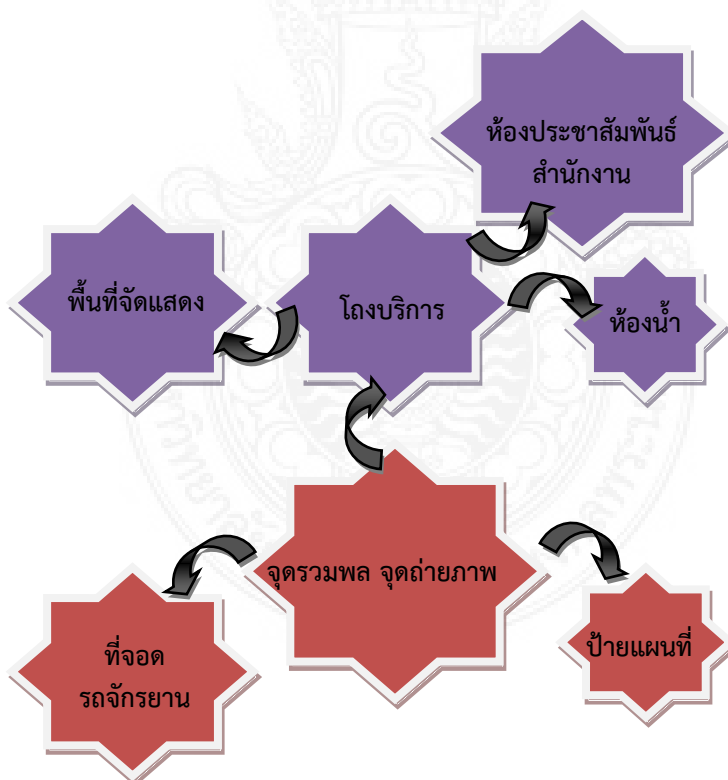 ห้องประชาสัมพันธ์
สำนักงาน
พื้นที่จัดแสดง
โถงบริการ
ห้องน้ำ
จุดรวมพล จุดถ่ายภาพ
ที่จอด
รถจักรยาน
ป้ายแผนที่